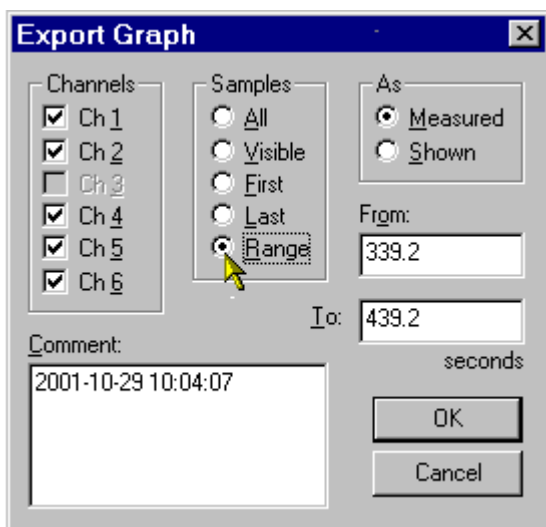 Export Graph
Channels
Ch 1
Ch 2
Ch 3
Ch 4
Ch 5
Ch 6
Samples
All
Visible
First
Last
Range
As
Measured
Shown
From:
339.2
To:
439.2
seconds
Comment:
2001-10-29 10:04:07
OK
Cancel